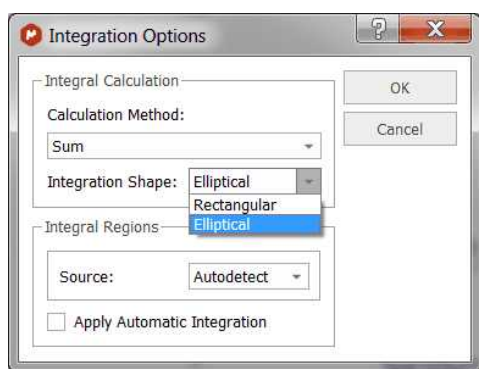 Integration Options
Integral Calculation
OK
Calculation Method:
Cancel
Sum
Integration Shape: Elliptical
Rectangular
Elliptical
Integral Regions
Source: Autodetect
Apply Automatic Integration